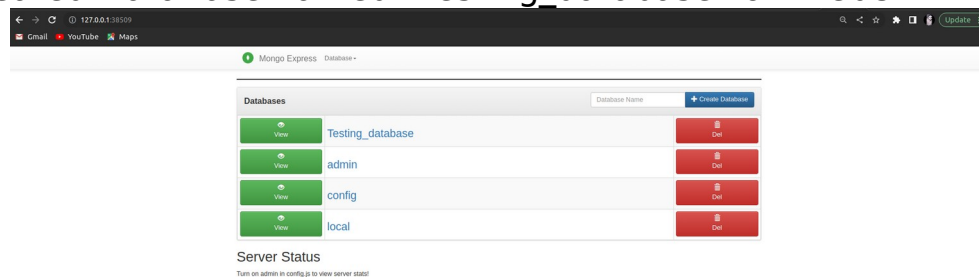 127.0.0.1:38509
Update
Gmail YouTube Maps
Mongo Express Database
Databases
Database Name
+ Create Database
View Testing_database Del
View admin Del
View config Del
View local Del
Server Status
Turn on admin in config.js to view server stats!